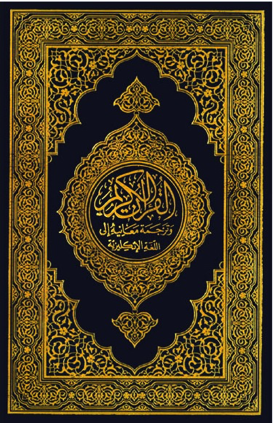 القرآن الكريم
وترجمة معانيه إلى
اللغة الإنكليزية